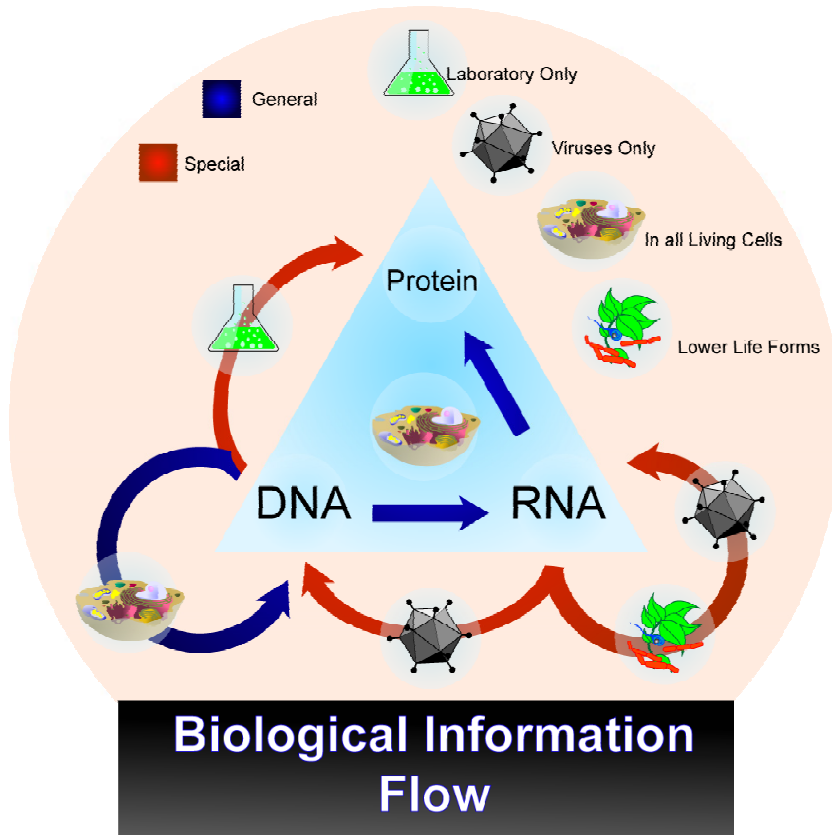 Laboratory Only
General
Viruses Only
Special
In all Living Cells
Protein
Lower Life Forms
DNA
RNA
Biological Information
Flow